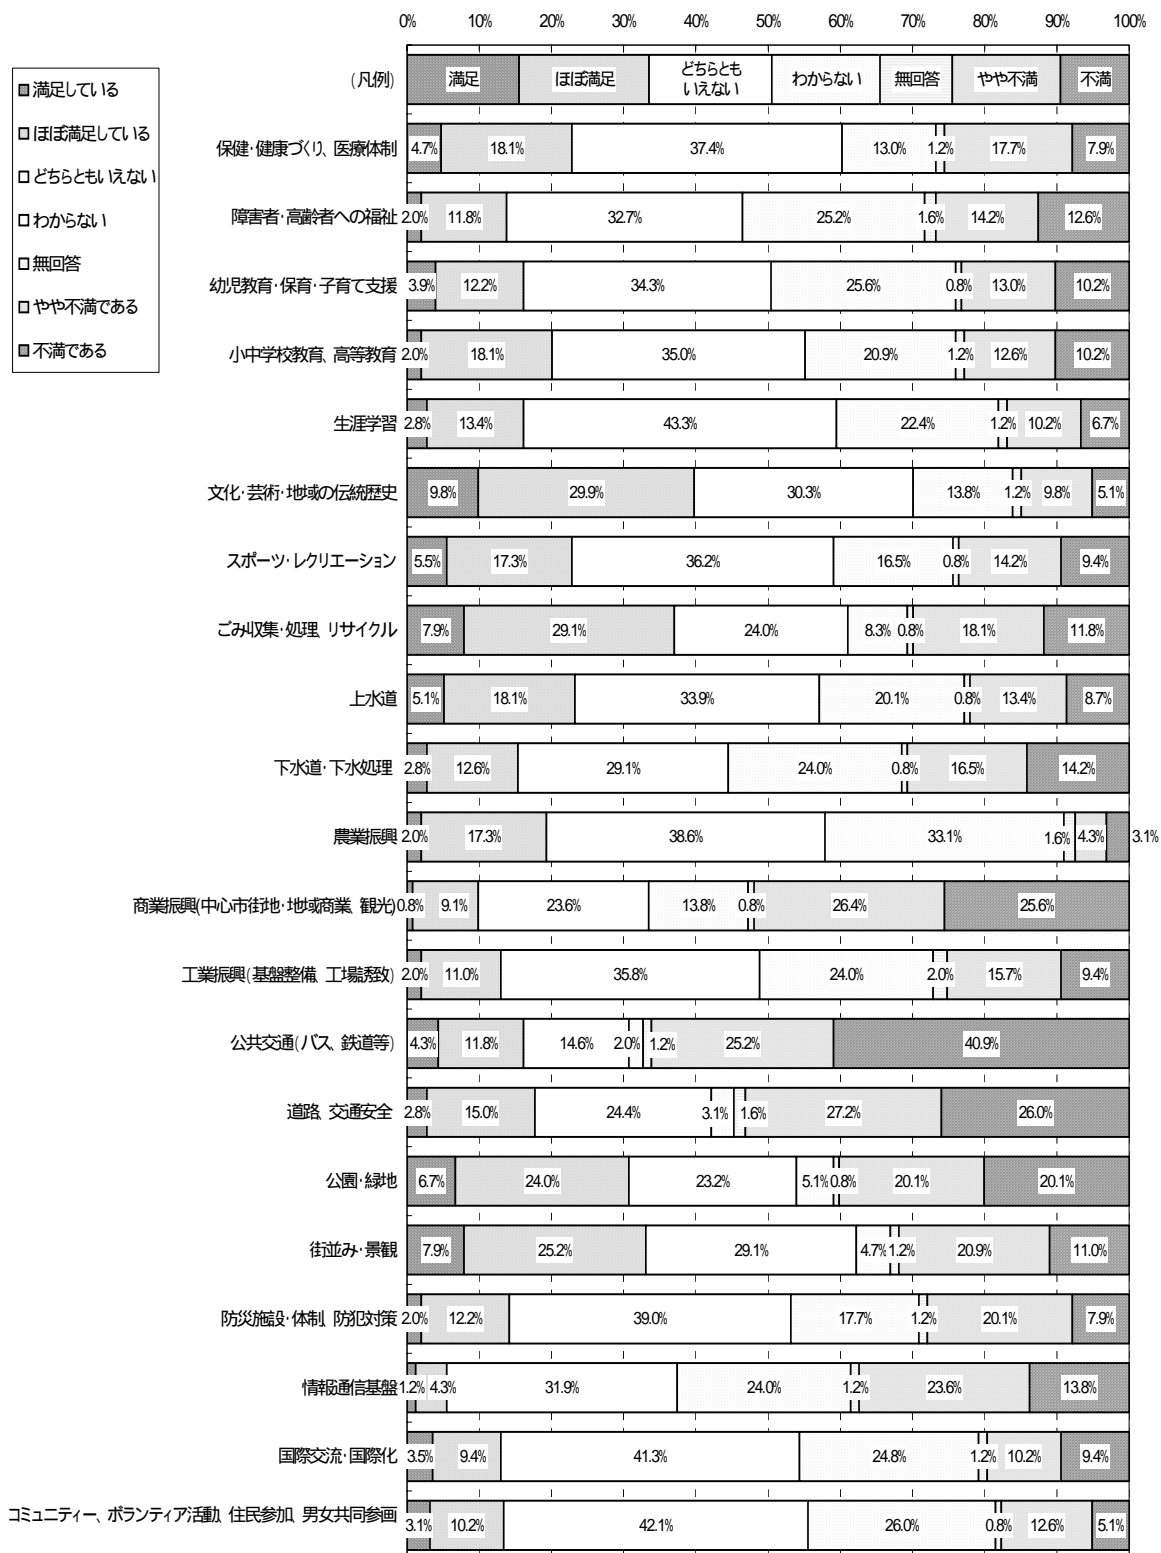 0% 10% 20% 30% 40% 50% 60% 70% 80% 90% 100%
(凡例) 満足 ほぼ満足 どちらとも わからない 無回答 やや不満 不満
いえない
満足している
ほぼ満足している
どちらともいえない
わからない
無回答
やや不満である
不満である
保健・健康づくり、医療体制 4.7% 18.1% 37.4% 13.0% 1.2% 17.7% 7.9%
障害者・高齢者への福祉 2.0% 11.8% 32.7% 25.2% 1.6% 14.2% 12.6%
幼児教育・保育・子育て支援 3.9% 12.2% 34.3% 25.6% 0.8% 13.0% 10.2%
小中学校教育、高等教育 2.0% 18.1% 35.0% 20.9% 1.2% 12.6% 10.2%
生涯学習 2.8% 13.4% 43.3% 22.4% 1.2% 10.2% 6.7%
文化・芸術・地域の伝統歴史 9.8% 29.9% 30.3% 13.8% 1.2% 9.8% 5.1%
スポーツ・レクリエーション 5.5% 17.3% 36.2% 16.5% 0.8% 14.2% 9.4%
ごみ収集・処理、リサイクル 7.9% 29.1% 24.0% 8.3% 0.8% 18.1% 11.8%
上水道 5.1% 18.1% 33.9% 20.1% 0.8% 13.4% 8.7%
下水道・下水処理 2.8% 12.6% 29.1% 24.0% 0.8% 16.5% 14.2%
農業振興 2.0% 17.3% 38.6% 33.1% 1.6% 4.3% 3.1%
商業振興(中心市街地・地域商業、観光) 0.8% 9.1% 23.6% 13.8% 0.8% 26.4% 25.6%
工業振興(基盤整備、工場誘致) 2.0% 11.0% 35.8% 24.0% 2.0% 15.7% 9.4%
公共交通(バス、鉄道等) 4.3% 11.8% 14.6% 2.0% 1.2% 25.2% 40.9%
道路、交通安全 2.8% 15.0% 24.4% 3.1% 1.6% 27.2% 26.0%
公園・緑地 6.7% 24.0% 23.2% 5.1% 0.8% 20.1% 20.1%
街並み・景観 7.9% 25.2% 29.1% 4.7% 1.2% 20.9% 11.0%
防災施設・体制、防犯対策 2.0% 12.2% 39.0% 17.7% 1.2% 20.1% 7.9%
情報通信基盤 1.2% 4.3% 31.9% 24.0% 1.2% 23.6% 13.8%
国際交流・国際化 3.5% 9.4% 41.3% 24.8% 1.2% 10.2% 9.4%
コミュニティー、ボランティア活動、住民参加、男女共同参画 3.1% 10.2% 42.1% 26.0% 0.8% 12.6% 5.1%